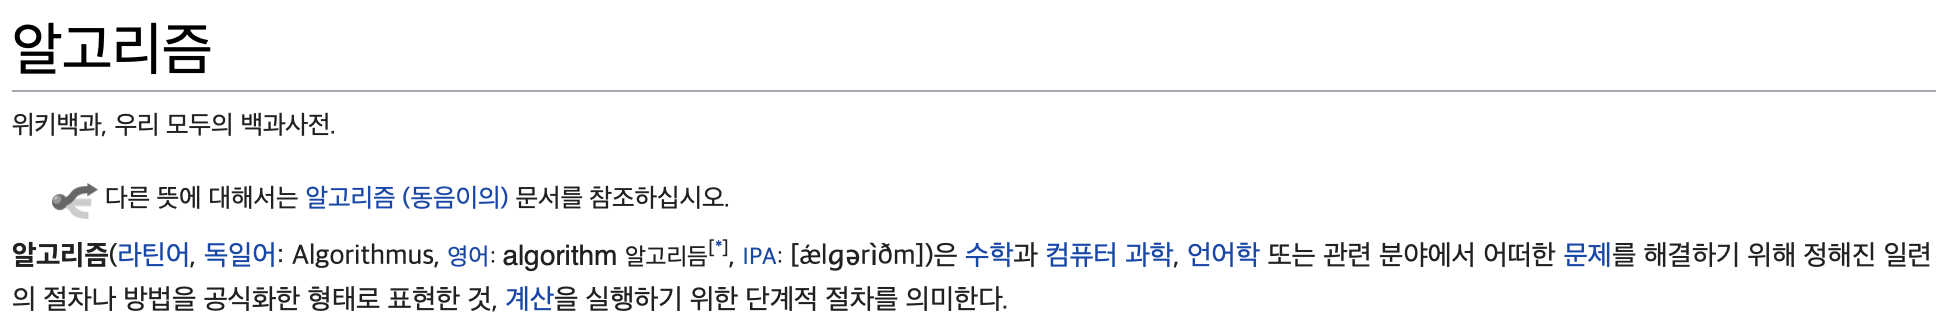 알고리즘
위키백과, 우리 모두의 백과사전.
다른 뜻에 대해서는 알고리즘 (동음이의) 문서를 참조하십시오.
알고리즘(라틴어, 독일어: Algorithmus, 영어: algorithm 알고리듬[*], IPA: [ǽlgərìðm])은 수학과 컴퓨터 과학, 언어학 또는 관련 분야에서 어떠한 문제를 해결하기 위해 정해진 일련
의 절차나 방법을 공식화한 형태로 표현한 것, 계산을 실행하기 위한 단계적 절차를 의미한다.